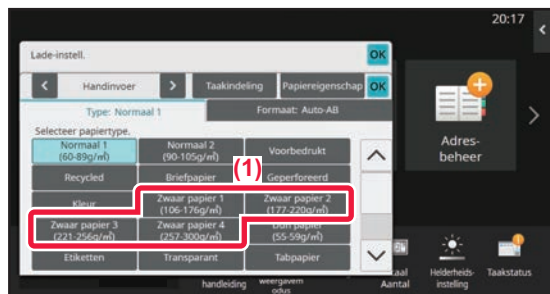 20:17
Lade-instell.
OK
Handinvoer
Taakindeling
Papiereigenschap
OK
Type: Normaal 1
Formaat: Auto-AB
Selecteer papiertype.
Normaal 1
(60-89g/㎡)
Normaal 2
(90-105g/㎡)
Voorbedrukt
Recycled
Briefpapier
Geperforeerd
(1)
Kleur
Zwaar papier 1
(106-176g/㎡)
Zwaar papier 2
(177-220g/㎡)
Zwaar papier 3
(221-256g/㎡)
Zwaar papier 4
(257-300g/㎡)
Dun papier
(55-59g/㎡)
Etiketten
Transparant
Tabpapier
Adres-
beheer
handleiding
weergavem
odus
Aantal
Helderheids-
instelling
Taakstatus